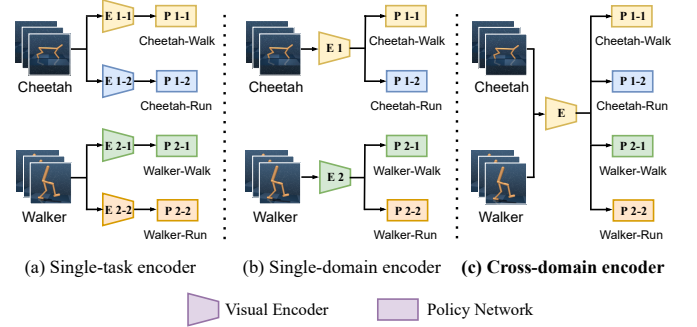 E 1-1
P 1-1
Cheetah-Walk
Cheetah
E 1-2
P 1-2
Cheetah-Run
E 2-1
P 2-1
Walker-Walk
Walker
E 2-2
P 2-2
Walker-Run
(a) Single-task encoder
P 1-1
Cheetah-Walk
E 1
Cheetah
P 1-2
Cheetah-Run
P 2-1
Walker-Walk
E 2
Walker
P 2-2
Walker-Run
(b) Single-domain encoder
P 1-1
Cheetah-Walk
Cheetah
P 1-2
Cheetah-Run
E
P 2-1
Walker-Walk
Walker
P 2-2
Walker-Run
(c) Cross-domain encoder
Visual Encoder
Policy Network